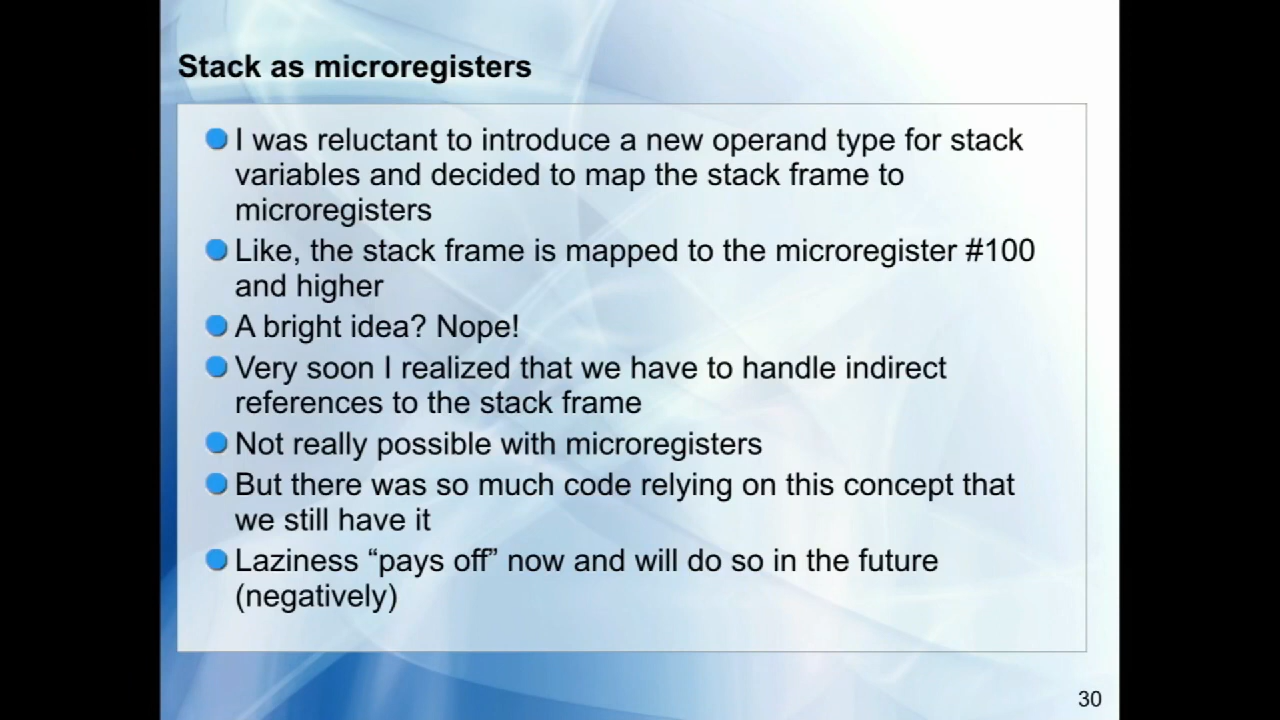 Stack as microregisters
I was reluctant to introduce a new operand type for stack
variables and decided to map the stack frame to
microregisters
Like, the stack frame is mapped to the microregister #100
and higher
A bright idea? Nope!
Very soon I realized that we have to handle indirect
references to the stack frame
Not really possible with microregisters
But there was so much code relying on this concept that
we still have it
Laziness “pays off” now and will do so in the future
(negatively)
30